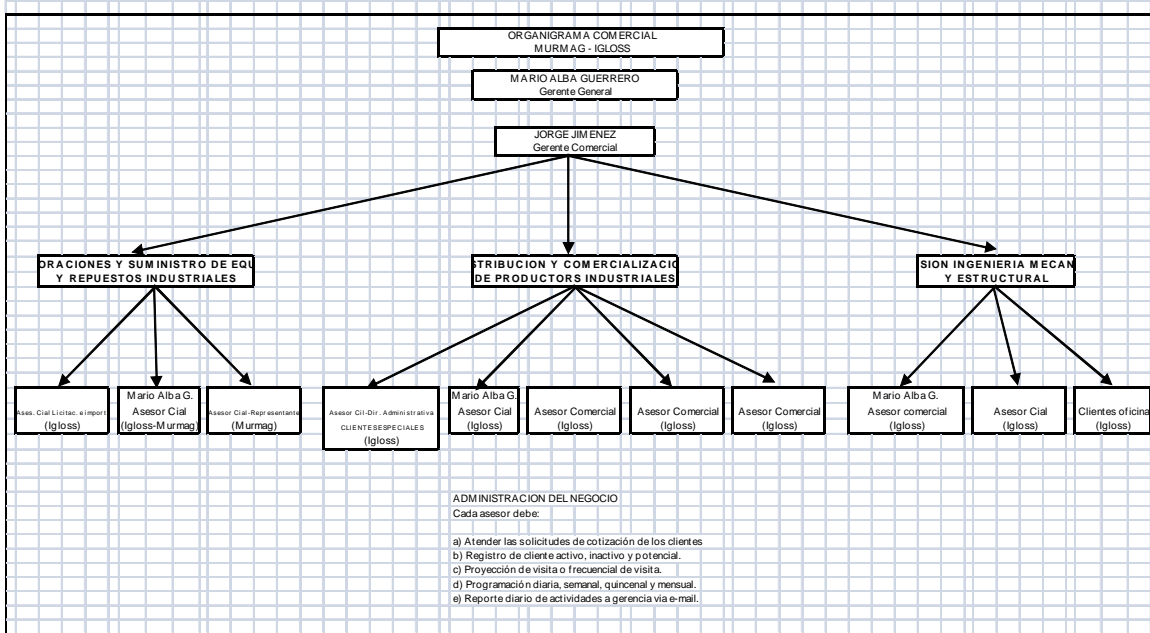 ORGANIGRAMA COMERCIAL
MURMAG - IGLOSS
MARIO ALBA GUERRERO
Gerente General
JORGE JIMENEZ
Gerente Comercial
ORACIONES Y SUMINISTRO DE EQU
Y REPUESTOS INDUSTRIALES
STRIBUCION Y COMERCIALIZACIO
DE PRODUCTORS INDUSTRIALES
SION INGENIERIA MECAN
Y ESTRUCTURAL
Ases. Cial Licitac. e import
(Igloss)
Mario Alba G.
Asesor Cial
(Igloss-Murmag)
Asesor Cial-Representante
(Murmag)
Asesor Cil-Dir. Administrativa
CLIENTES ESPECIALES
(Igloss)
Mario Alba G.
Asesor Cial
(Igloss)
Asesor Comercial
(Igloss)
Asesor Comercial
(Igloss)
Asesor Comercial
(Igloss)
Mario Alba G.
Asesor comercial
(Igloss)
Asesor Cial
(Igloss)
Clientes oficina
(Igloss)
ADMINISTRACION DEL NEGOCIO
Cada asesor debe:
a) Atender las solicitudes de cotización de los clientes
b) Registro de cliente activo, inactivo y potencial.
c) Proyección de visita o frecuencial de visita.
d) Programación diaria, semanal, quincenal y mensual.
e) Reporte diario de actividades a gerencia via e-mail.